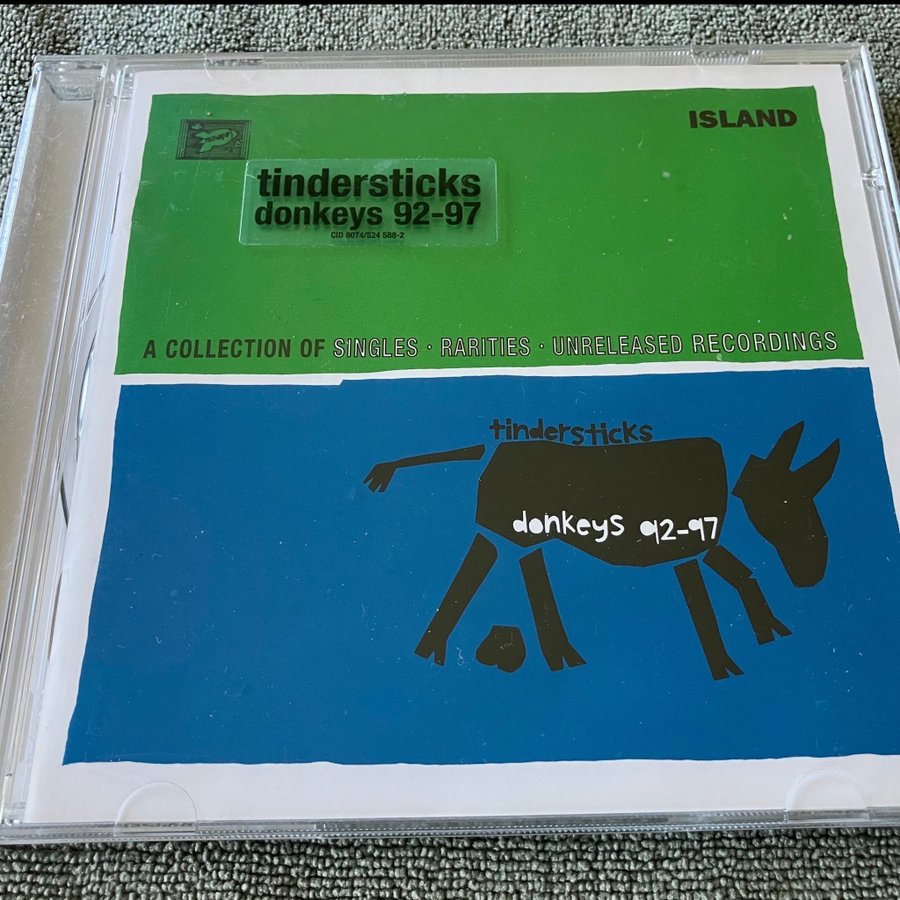 ISLAND
tindersticks
donkeys 92-97
CID 8074/524 588-2
A COLLECTION OF SINGLES · RARITIES · UNRELEASED RECORDINGS
tindersticks
donkeys 92-97